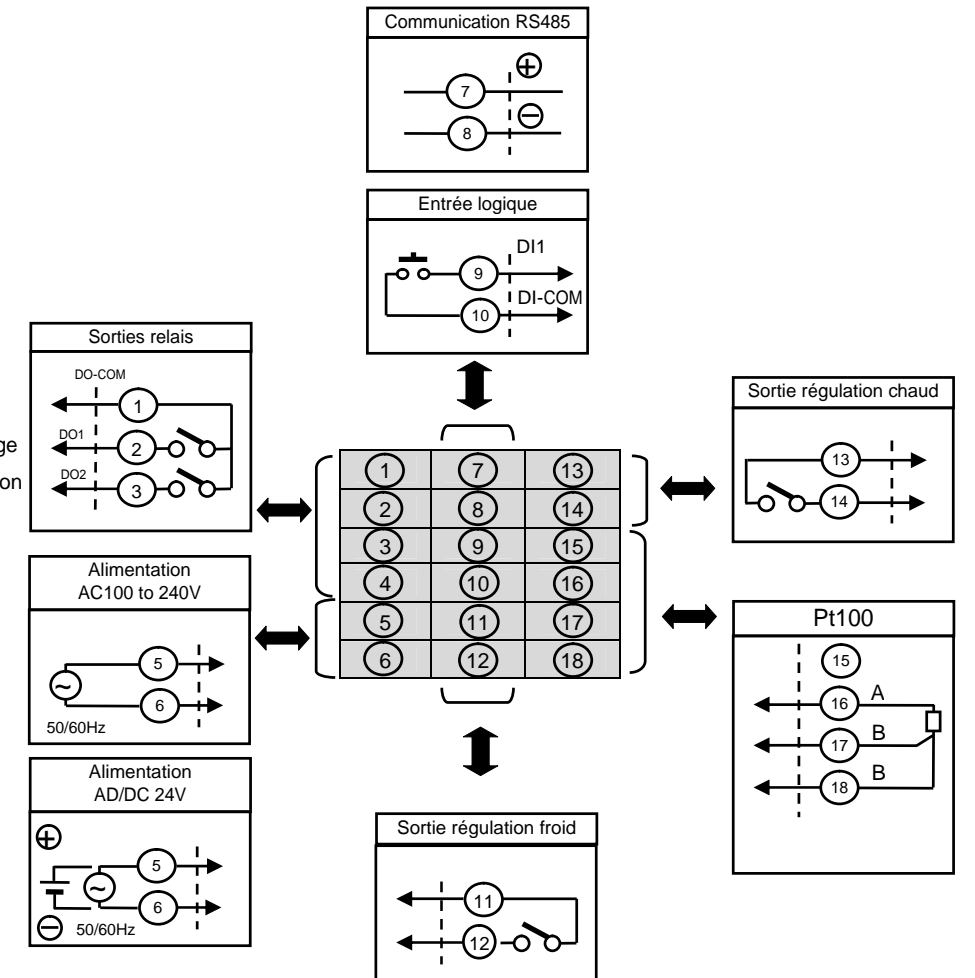 Communication RS485
7
8
Entrée logique
DI1
9
DI-COM
10
Sorties relais
DO-COM
1
DO1
2
DO2
3
ge
on
Sortie régulation chaud
13
14
1 7 13
2 8 14
3 9 15
4 10 16
5 11 17
6 12 18
Alimentation
AC100 to 240V
5
~
6
50/60Hz
Pt100
15
16 A
17 B
18 B
Alimentation
AD/DC 24V
+
5
~
6
- 50/60Hz
Sortie régulation froid
11
12